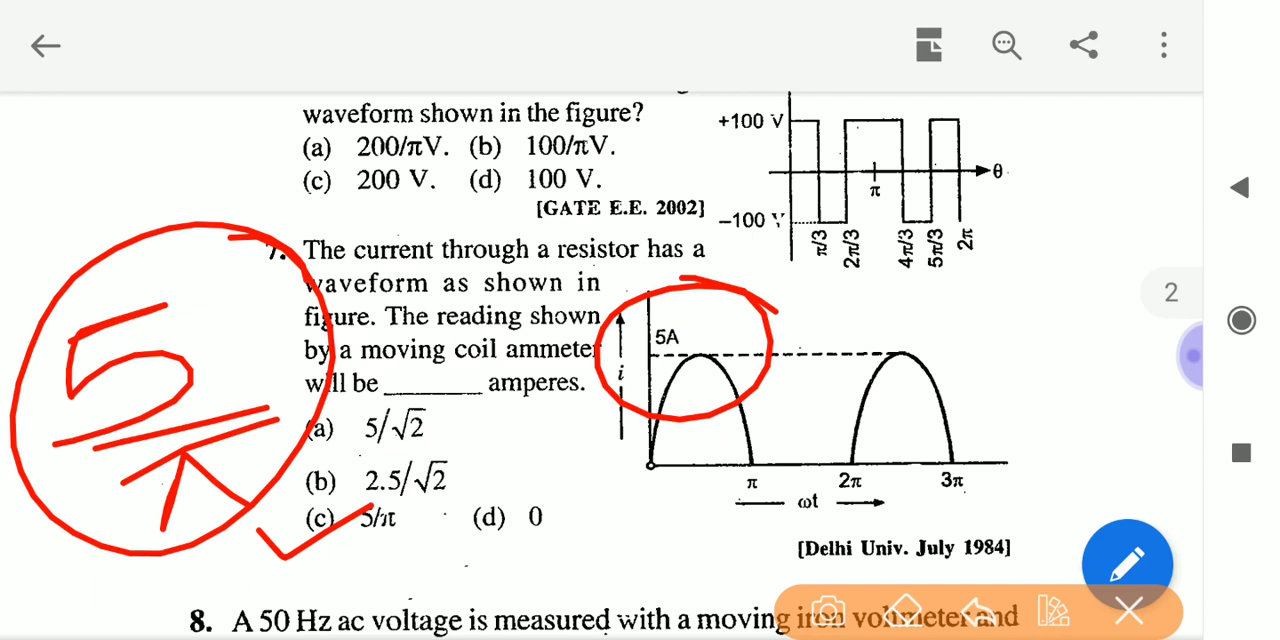 waveform shown in the figure?
(a) 200/πV. (b) 100/πV.
(c) 200 V. (d) 100 V.
[GATE E.E. 2002]
+100 V
−100 V
θ
π
π/3
2π/3
4π/3
5π/3
2π
7. The current through a resistor has a
waveform as shown in
figure. The reading shown
by a moving coil ammeter
will be ______ amperes.
(a) 5/√2
(b) 2.5/√2
(c) 5/π (d) 0
5A
i
π
2π
3π
ωt
[Delhi Univ. July 1984]
5/π
2
8. A 50 Hz ac voltage is measured with a moving iron voltmeter and